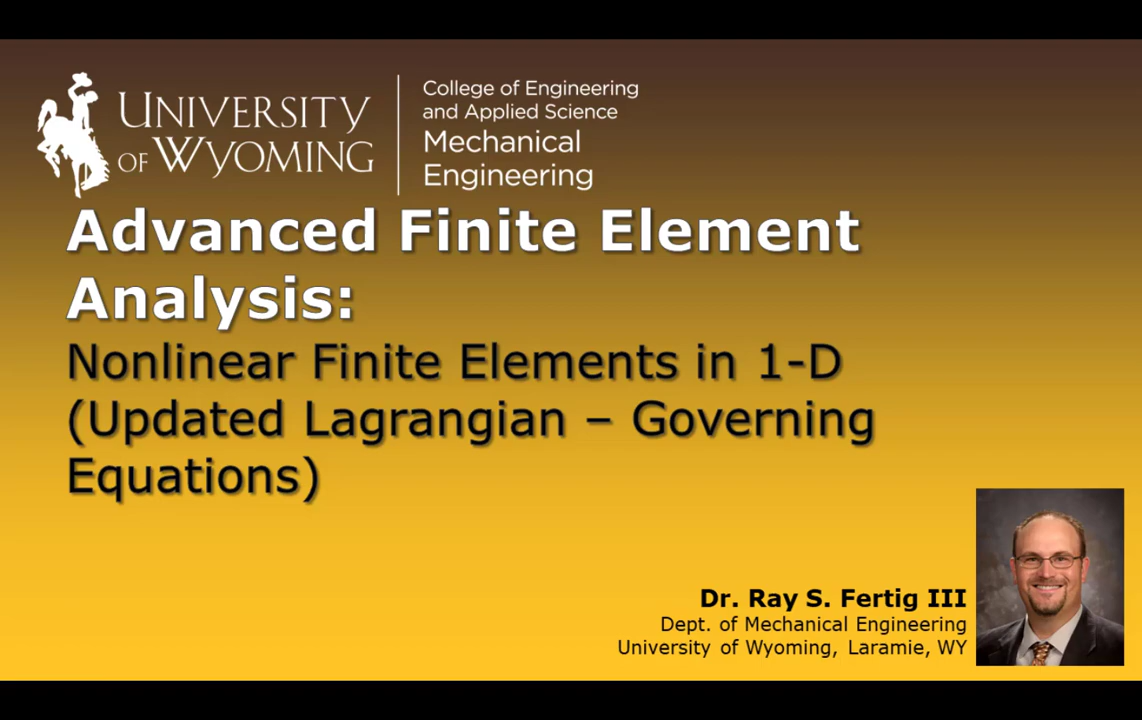 UNIVERSITY
OF WYOMING
College of Engineering
and Applied Science
Mechanical
Engineering
Advanced Finite Element
Analysis:
Nonlinear Finite Elements in 1-D
(Updated Lagrangian – Governing
Equations)
Dr. Ray S. Fertig III
Dept. of Mechanical Engineering
University of Wyoming, Laramie, WY